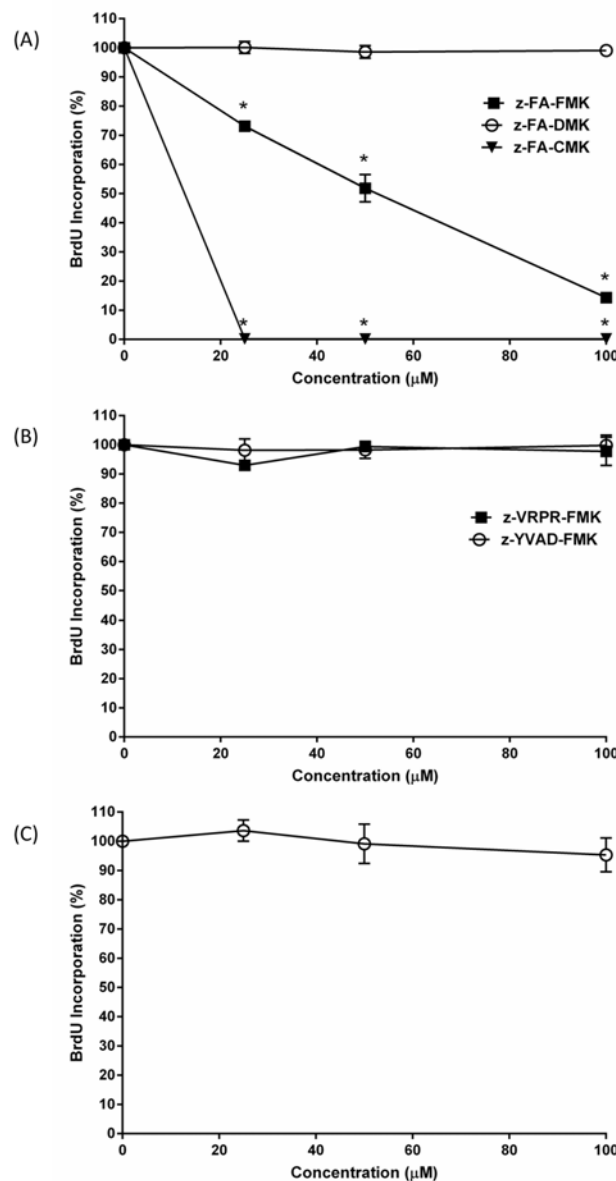 (A)
BrdU Incorporation (%)
110
100
90
80
70
60
50
40
30
20
10
0
*
*
*
*
*
*
z-FA-FMK
z-FA-DMK
z-FA-CMK
0 20 40 60 80 100
Concentration (μM)
(B)
BrdU Incorporation (%)
110
100
90
80
70
60
50
40
30
20
10
0
z-VRPR-FMK
z-YVAD-FMK
0 20 40 60 80 100
Concentration (μM)
(C)
BrdU Incorporation (%)
110
100
90
80
70
60
50
40
30
20
10
0
0 20 40 60 80 100
Concentration (μM)